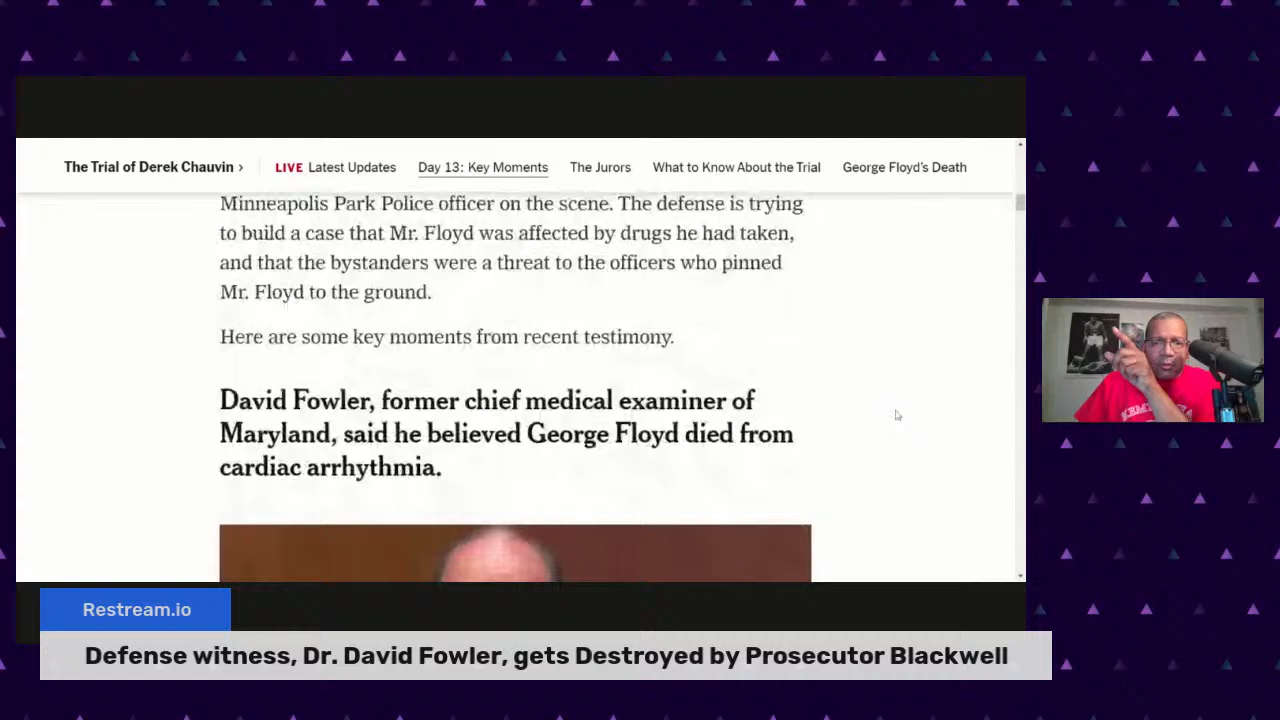 The Trial of Derek Chauvin ›
LIVE Latest Updates
Day 13: Key Moments
The Jurors
What to Know About the Trial
George Floyd's Death
Minneapolis Park Police officer on the scene. The defense is trying
to build a case that Mr. Floyd was affected by drugs he had taken,
and that the bystanders were a threat to the officers who pinned
Mr. Floyd to the ground.
Here are some key moments from recent testimony.
David Fowler, former chief medical examiner of
Maryland, said he believed George Floyd died from
cardiac arrhythmia.
Restream.io
Defense witness, Dr. David Fowler, gets Destroyed by Prosecutor Blackwell